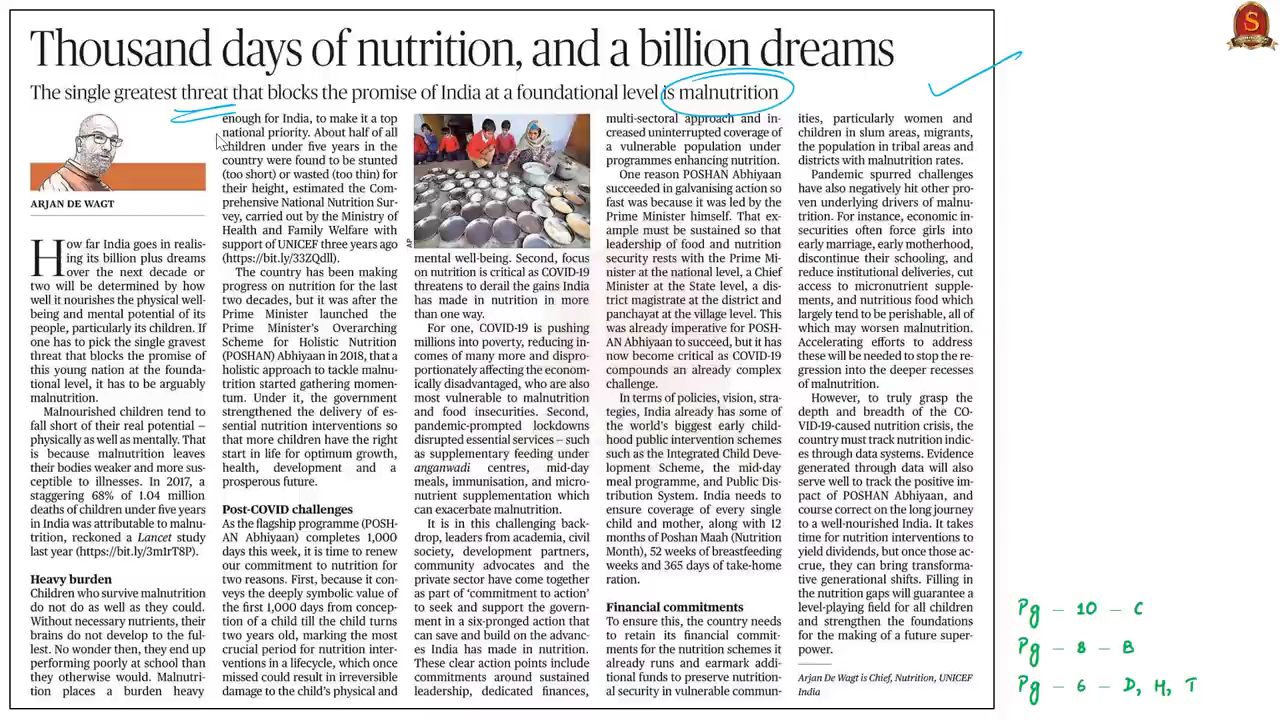 Thousand days of nutrition, and a billion dreams
The single greatest threat that blocks the promise of India at a foundational level is malnutrition
ARJAN DE WAGT
How far India goes in realis-
ing its billion plus dreams
over the next decade or
two will be determined by how
well it nourishes the physical well-
being and mental potential of its
people, particularly its children. If
one has to pick the single gravest
threat that blocks the promise of
this young nation at the founda-
tional level, it has to be arguably
malnutrition.
Malnourished children tend to
fall short of their real potential –
physically as well as mentally. That
is because malnutrition leaves
their bodies weaker and more sus-
ceptible to illnesses. In 2017, a
staggering 68% of 1.04 million
deaths of children under five years
in India was attributable to malnu-
trition, reckoned a Lancet study
last year (https://bit.ly/3m1rT8P).
Heavy burden
Children who survive malnutrition
do not do as well as they could.
Without necessary nutrients, their
brains do not develop to the ful-
lest. No wonder then, they end up
performing poorly at school than
they otherwise would. Malnutri-
tion places a burden heavy
enough for India, to make it a top
national priority. About half of all
children under five years in the
country were found to be stunted
(too short) or wasted (too thin) for
their height, estimated the Com-
prehensive National Nutrition Sur-
vey, carried out by the Ministry of
Health and Family Welfare with
support of UNICEF three years ago
(https://bit.ly/33ZQdll).
The country has been making
progress on nutrition for the last
two decades, but it was after the
Prime Minister launched the
Prime Minister's Overarching
Scheme for Holistic Nutrition
(POSHAN) Abhiyaan in 2018, that a
holistic approach to tackle malnu-
trition started gathering momen-
tum. Under it, the government
strengthened the delivery of es-
sential nutrition interventions so
that more children have the right
start in life for optimum growth,
health, development and a
prosperous future.
Post-COVID challenges
As the flagship programme (POSH-
AN Abhiyaan) completes 1,000
days this week, it is time to renew
our commitment to nutrition for
two reasons. First, because it con-
veys the deeply symbolic value of
the first 1,000 days from concep-
tion of a child till the child turns
two years old, marking the most
crucial period for nutrition inter-
ventions in a lifecycle, which once
missed could result in irreversible
damage to the child's physical and
AP
mental well-being. Second, focus
on nutrition is critical as COVID-19
threatens to derail the gains India
has made in nutrition in more
than one way.
For one, COVID-19 is pushing
millions into poverty, reducing in-
comes of many more and dispro-
portionately affecting the econom-
ically disadvantaged, who are also
most vulnerable to malnutrition
and food insecurities. Second,
pandemic-prompted lockdowns
disrupted essential services – such
as supplementary feeding under
anganwadi centres, mid-day
meals, immunisation, and micro-
nutrient supplementation which
can exacerbate malnutrition.
It is in this challenging back-
drop, leaders from academia, civil
society, development partners,
community advocates and the
private sector have come together
as part of 'commitment to action'
to seek and support the govern-
ment in a six-pronged action that
can save and build on the advanc-
es India has made in nutrition.
These clear action points include
commitments around sustained
leadership, dedicated finances,
multi-sectoral approach and in-
creased uninterrupted coverage of
a vulnerable population under
programmes enhancing nutrition.
One reason POSHAN Abhiyaan
succeeded in galvanising action so
fast was because it was led by the
Prime Minister himself. That ex-
ample must be sustained so that
leadership of food and nutrition
security rests with the Prime Mi-
nister at the national level, a Chief
Minister at the State level, a dis-
trict magistrate at the district and
panchayat at the village level. This
was already imperative for POSH-
AN Abhiyaan to succeed, but it has
now become critical as COVID-19
compounds an already complex
challenge.
In terms of policies, vision, stra-
tegies, India already has some of
the world's biggest early child-
hood public intervention schemes
such as the Integrated Child Deve-
lopment Scheme, the mid-day
meal programme, and Public Dis-
tribution System. India needs to
ensure coverage of every single
child and mother, along with 12
months of Poshan Maah (Nutrition
Month), 52 weeks of breastfeeding
weeks and 365 days of take-home
ration.
Financial commitments
To ensure this, the country needs
to retain its financial commit-
ments for the nutrition schemes it
already runs and earmark addi-
tional funds to preserve nutrition-
al security in vulnerable commun-
ities, particularly women and
children in slum areas, migrants,
the population in tribal areas and
districts with malnutrition rates.
Pandemic spurred challenges
have also negatively hit other pro-
ven underlying drivers of malnu-
trition. For instance, economic in-
securities often force girls into
early marriage, early motherhood,
discontinue their schooling, and
reduce institutional deliveries, cut
access to micronutrient supple-
ments, and nutritious food which
largely tend to be perishable, all of
which may worsen malnutrition.
Accelerating efforts to address
these will be needed to stop the re-
gression into the deeper recesses
of malnutrition.
However, to truly grasp the
depth and breadth of the CO-
VID-19-caused nutrition crisis, the
country must track nutrition indic-
es through data systems. Evidence
generated through data will also
serve well to track the positive im-
pact of POSHAN Abhiyaan, and
course correct on the long journey
to a well-nourished India. It takes
time for nutrition interventions to
yield dividends, but once those ac-
crue, they can bring transforma-
tive generational shifts. Filling in
the nutrition gaps will guarantee a
level-playing field for all children
and strengthen the foundations
for the making of a future super-
power.
Arjan De Wagt is Chief, Nutrition, UNICEF
India
Pg – 10 – C
Pg – 8 – B
Pg – 6 – D, H, T
S